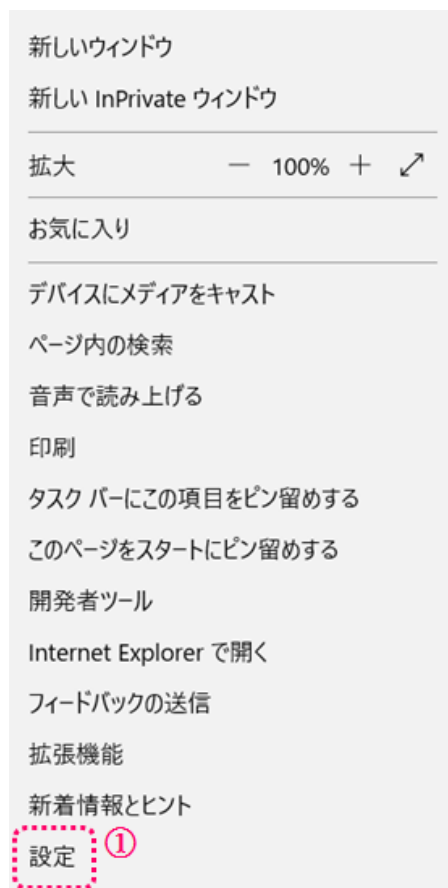 新しいウィンドウ
新しい InPrivate ウィンドウ
拡大 － 100% ＋
お気に入り
デバイスにメディアをキャスト
ページ内の検索
音声で読み上げる
印刷
タスク バーにこの項目をピン留めする
このページをスタートにピン留めする
開発者ツール
Internet Explorer で開く
フィードバックの送信
拡張機能
新着情報とヒント
設定 ①